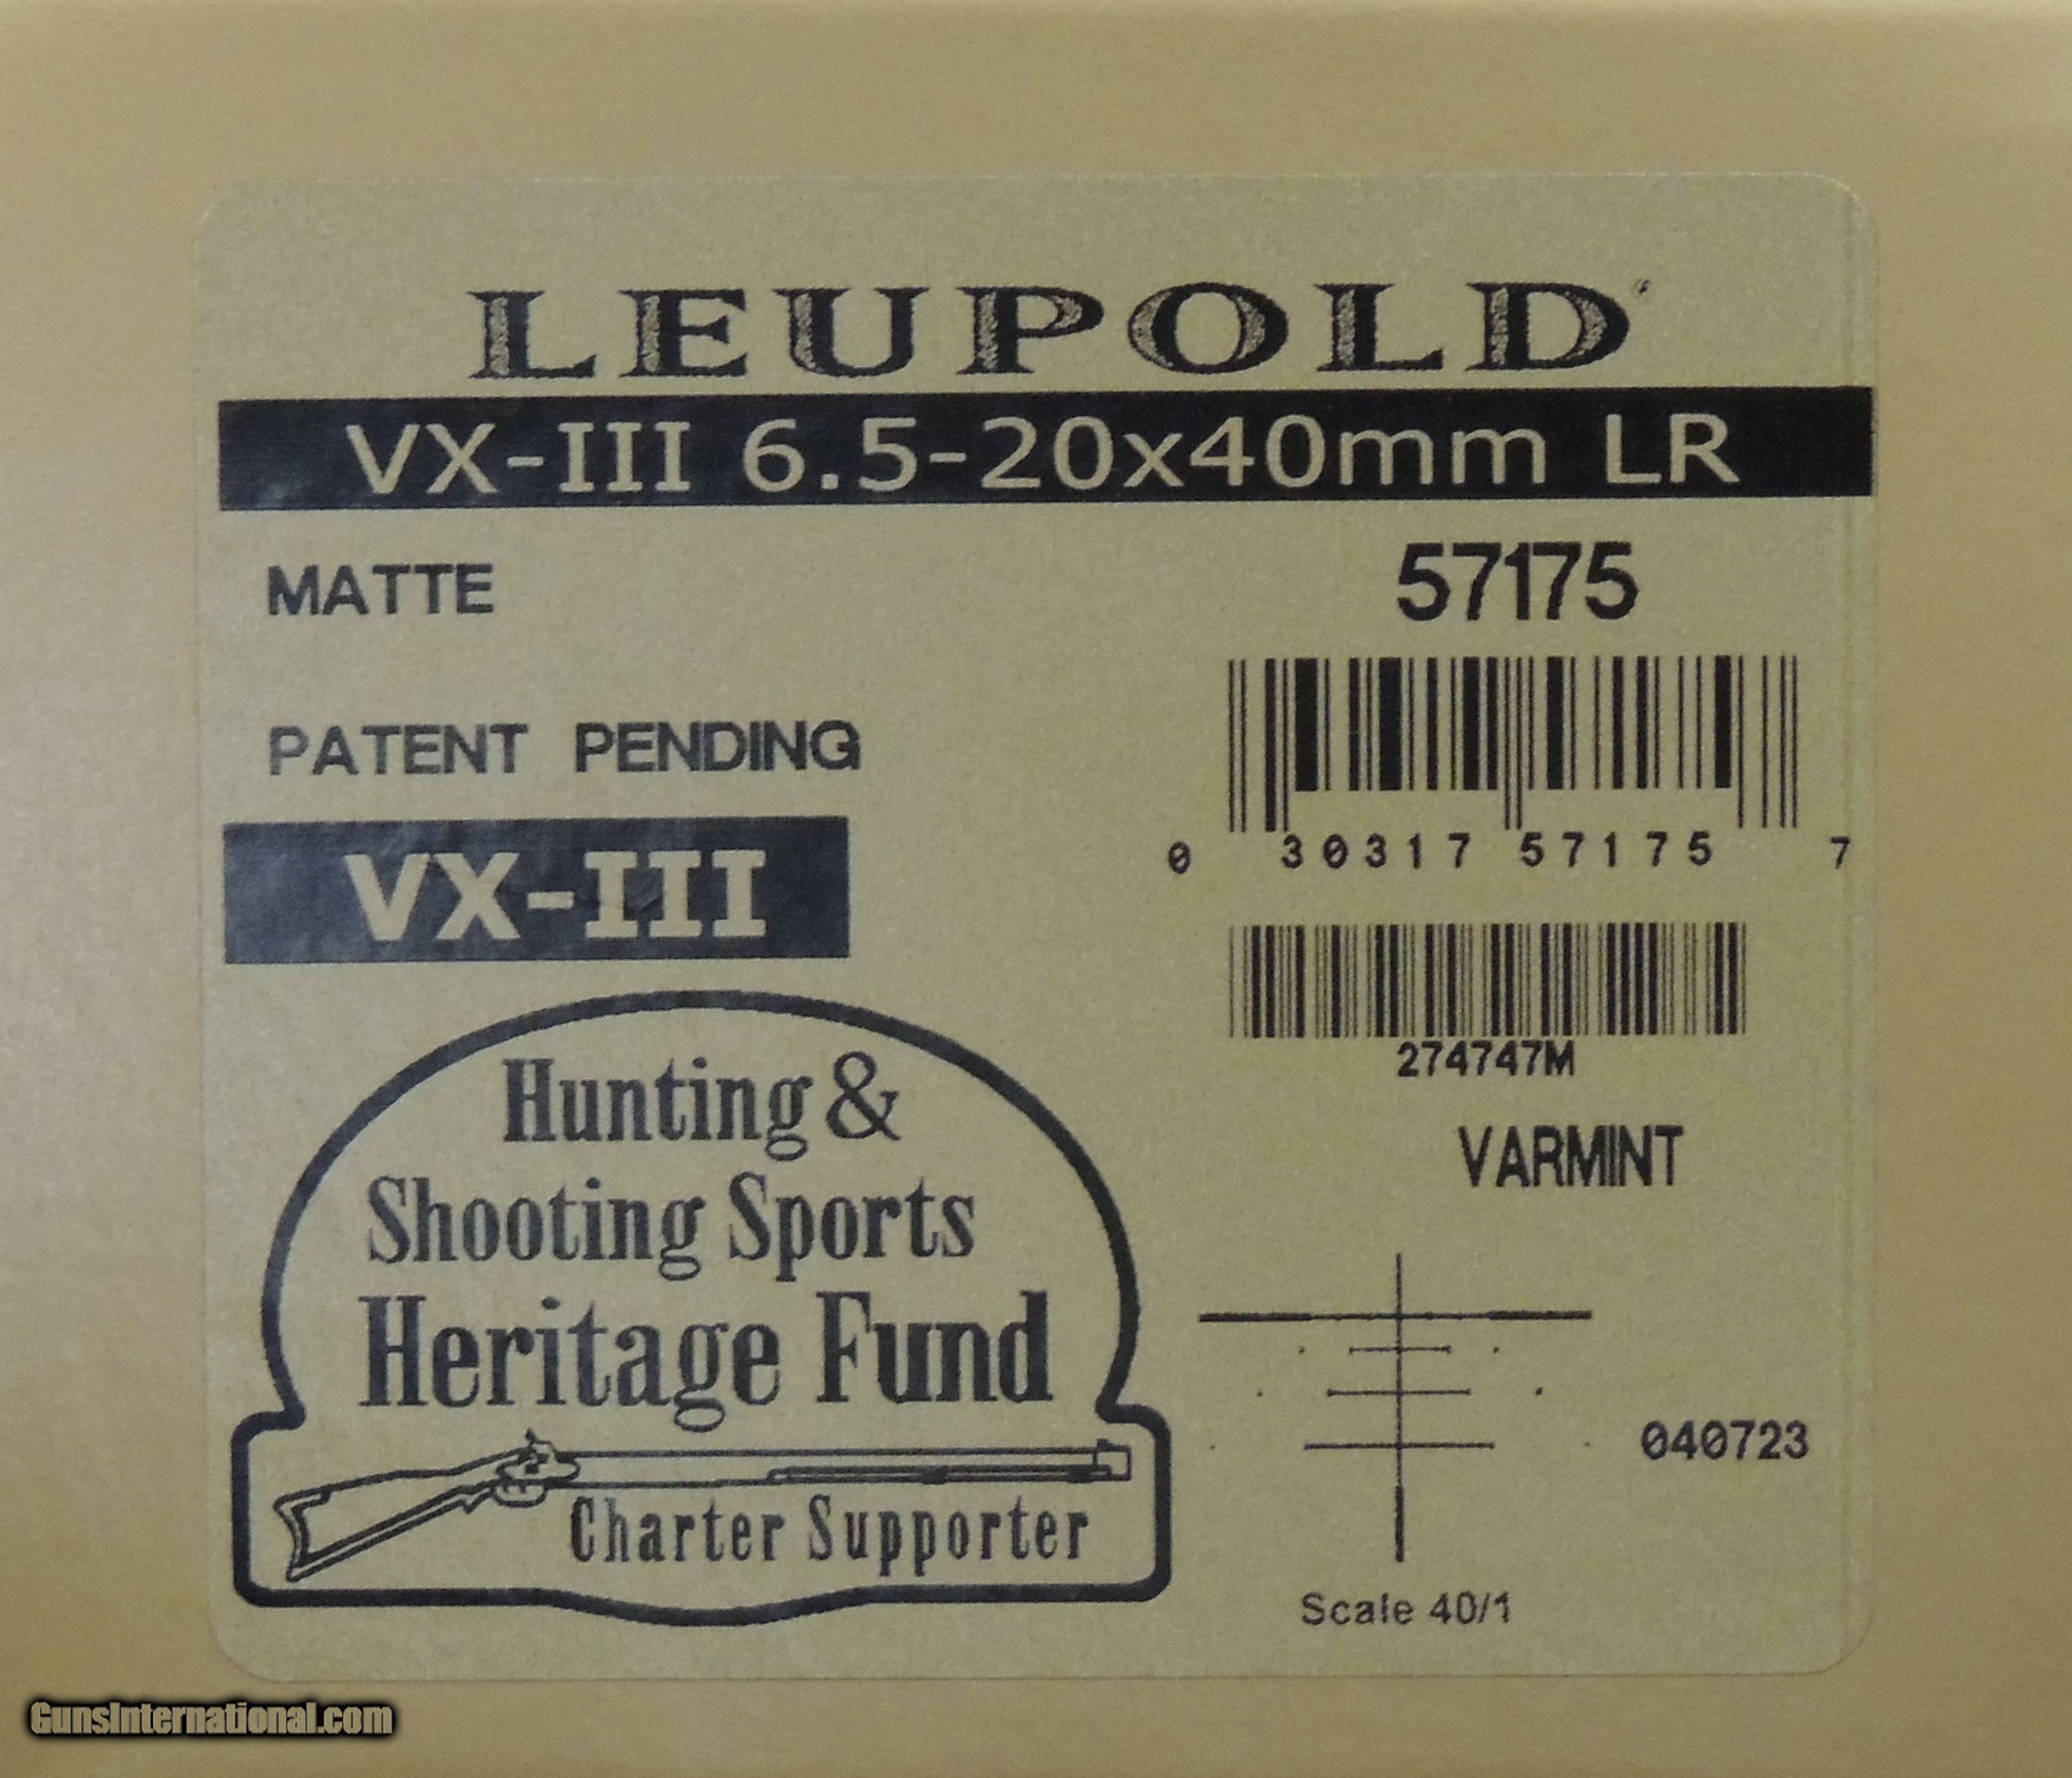 LEUPOLD
VX-III 6.5-20x40mm LR
MATTE
57175
PATENT PENDING
0 30317 57175 7
VX-III
274747M
VARMINT
Hunting &
Shooting Sports
Heritage Fund
Charter Supporter
040723
Scale 40/1
GunsInternational.com